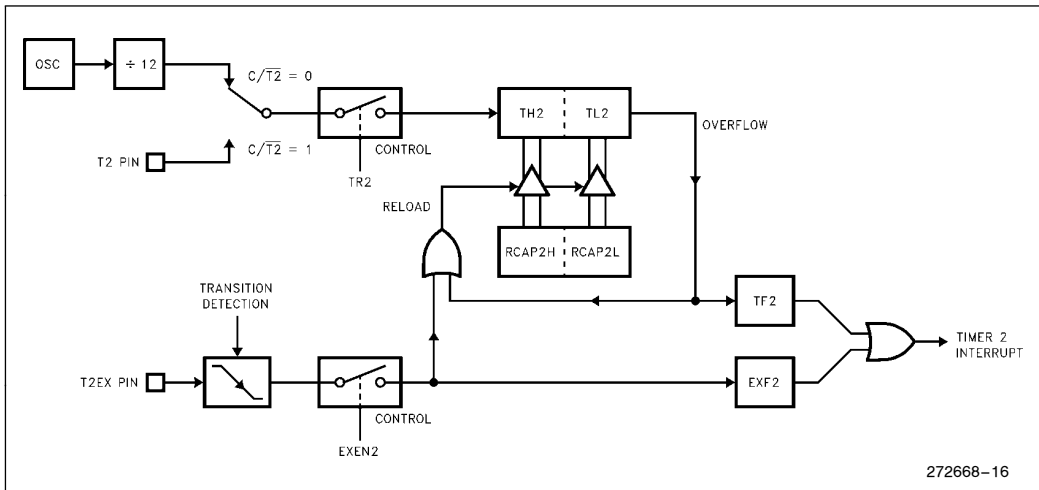 OSC
÷ 12
C/T2̅ = 0
T2 PIN
C/T2̅ = 1
CONTROL
TR2
TH2
TL2
OVERFLOW
RELOAD
RCAP2H
RCAP2L
TRANSITION
DETECTION
T2EX PIN
CONTROL
EXEN2
TF2
EXF2
TIMER 2
INTERRUPT
272668–16